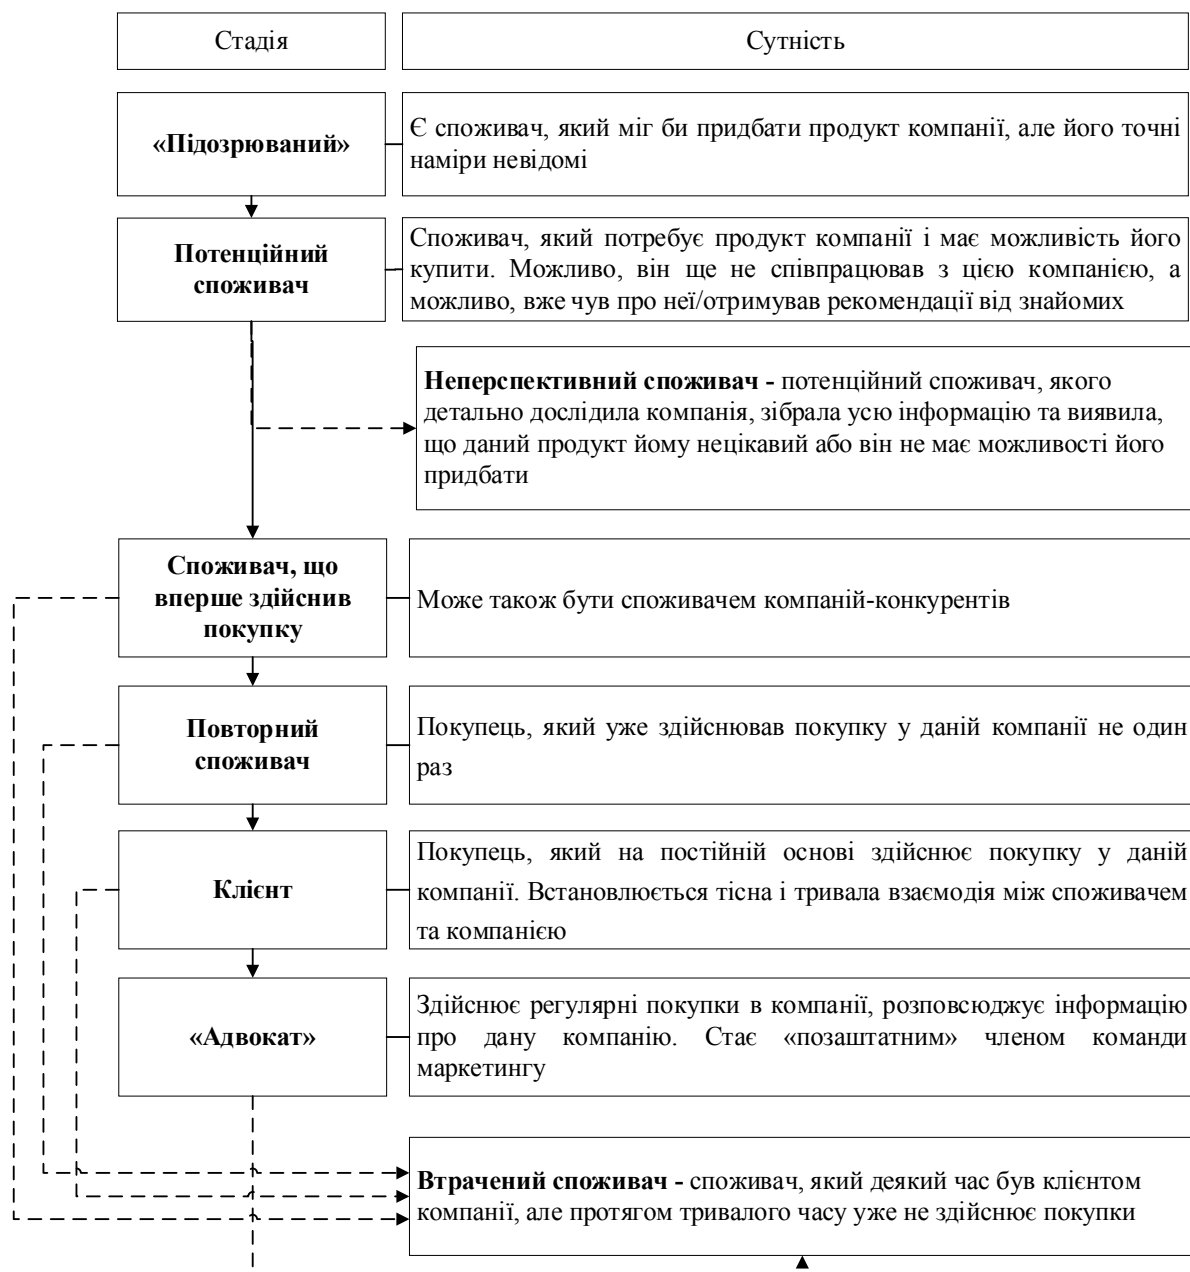 Стадія
Сутність
«Підозрюваний»
Є споживач, який міг би придбати продукт компанії, але його точні
наміри невідомі
Потенційний
споживач
Споживач, який потребує продукт компанії і має можливість його
купити. Можливо, він ще не співпрацював з цією компанією, а
можливо, вже чув про неї/отримував рекомендації від знайомих
Неперспективний споживач - потенційний споживач, якого
детально дослідила компанія, зібрала усю інформацію та виявила,
що даний продукт йому нецікавий або він не має можливості його
придбати
Споживач, що
вперше здійснив
покупку
Може також бути споживачем компаній-конкурентів
Повторний
споживач
Покупець, який уже здійснював покупку у даній компанії не один
раз
Клієнт
Покупець, який на постійній основі здійснює покупку у даній
компанії. Встановлюється тісна і тривала взаємодія між споживачем
та компанією
«Адвокат»
Здійснює регулярні покупки в компанії, розповсюджує інформацію
про дану компанію. Стає «позаштатним» членом команди
маркетингу
Втрачений споживач - споживач, який деякий час був клієнтом
компанії, але протягом тривалого часу уже не здійснює покупки